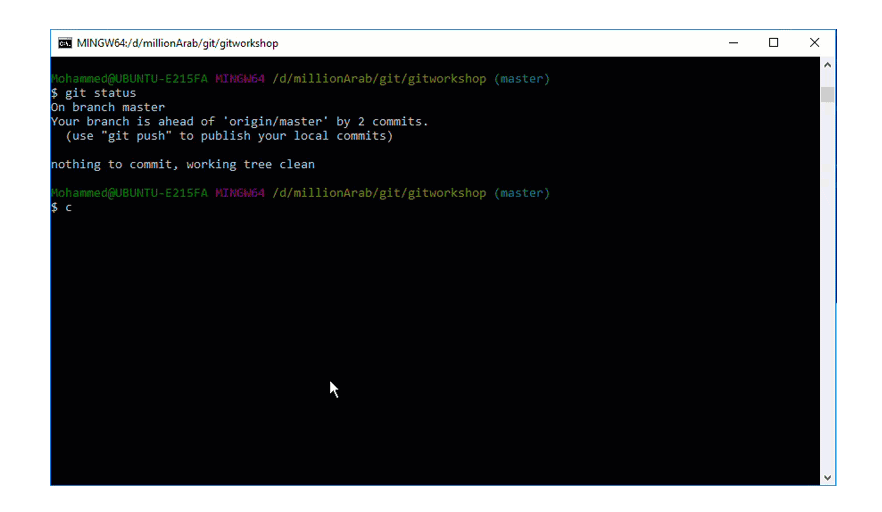 MINGW64:/d/millionArab/git/gitworkshop
Mohammed@UBUNTU-E215FA MINGW64 /d/millionArab/git/gitworkshop (master)
$ git status
On branch master
Your branch is ahead of 'origin/master' by 2 commits.
  (use "git push" to publish your local commits)
nothing to commit, working tree clean
Mohammed@UBUNTU-E215FA MINGW64 /d/millionArab/git/gitworkshop (master)
$ c